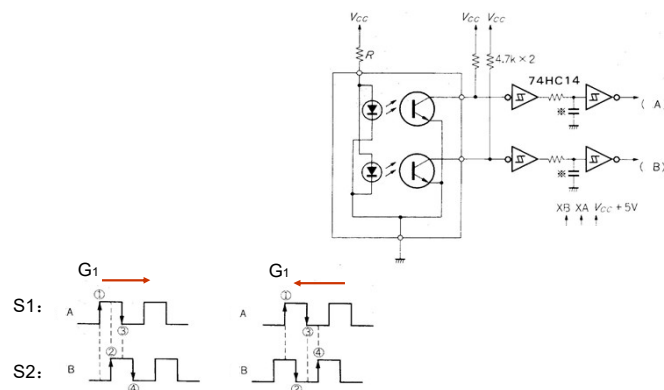 Vcc
Vcc
R
4.7k×2
74HC14
※
( A )
※
( B )
XB XA Vcc +5V
G1
G1
S1:
A
①
③
A
①
③
②
④
S2:
B
④
B
②